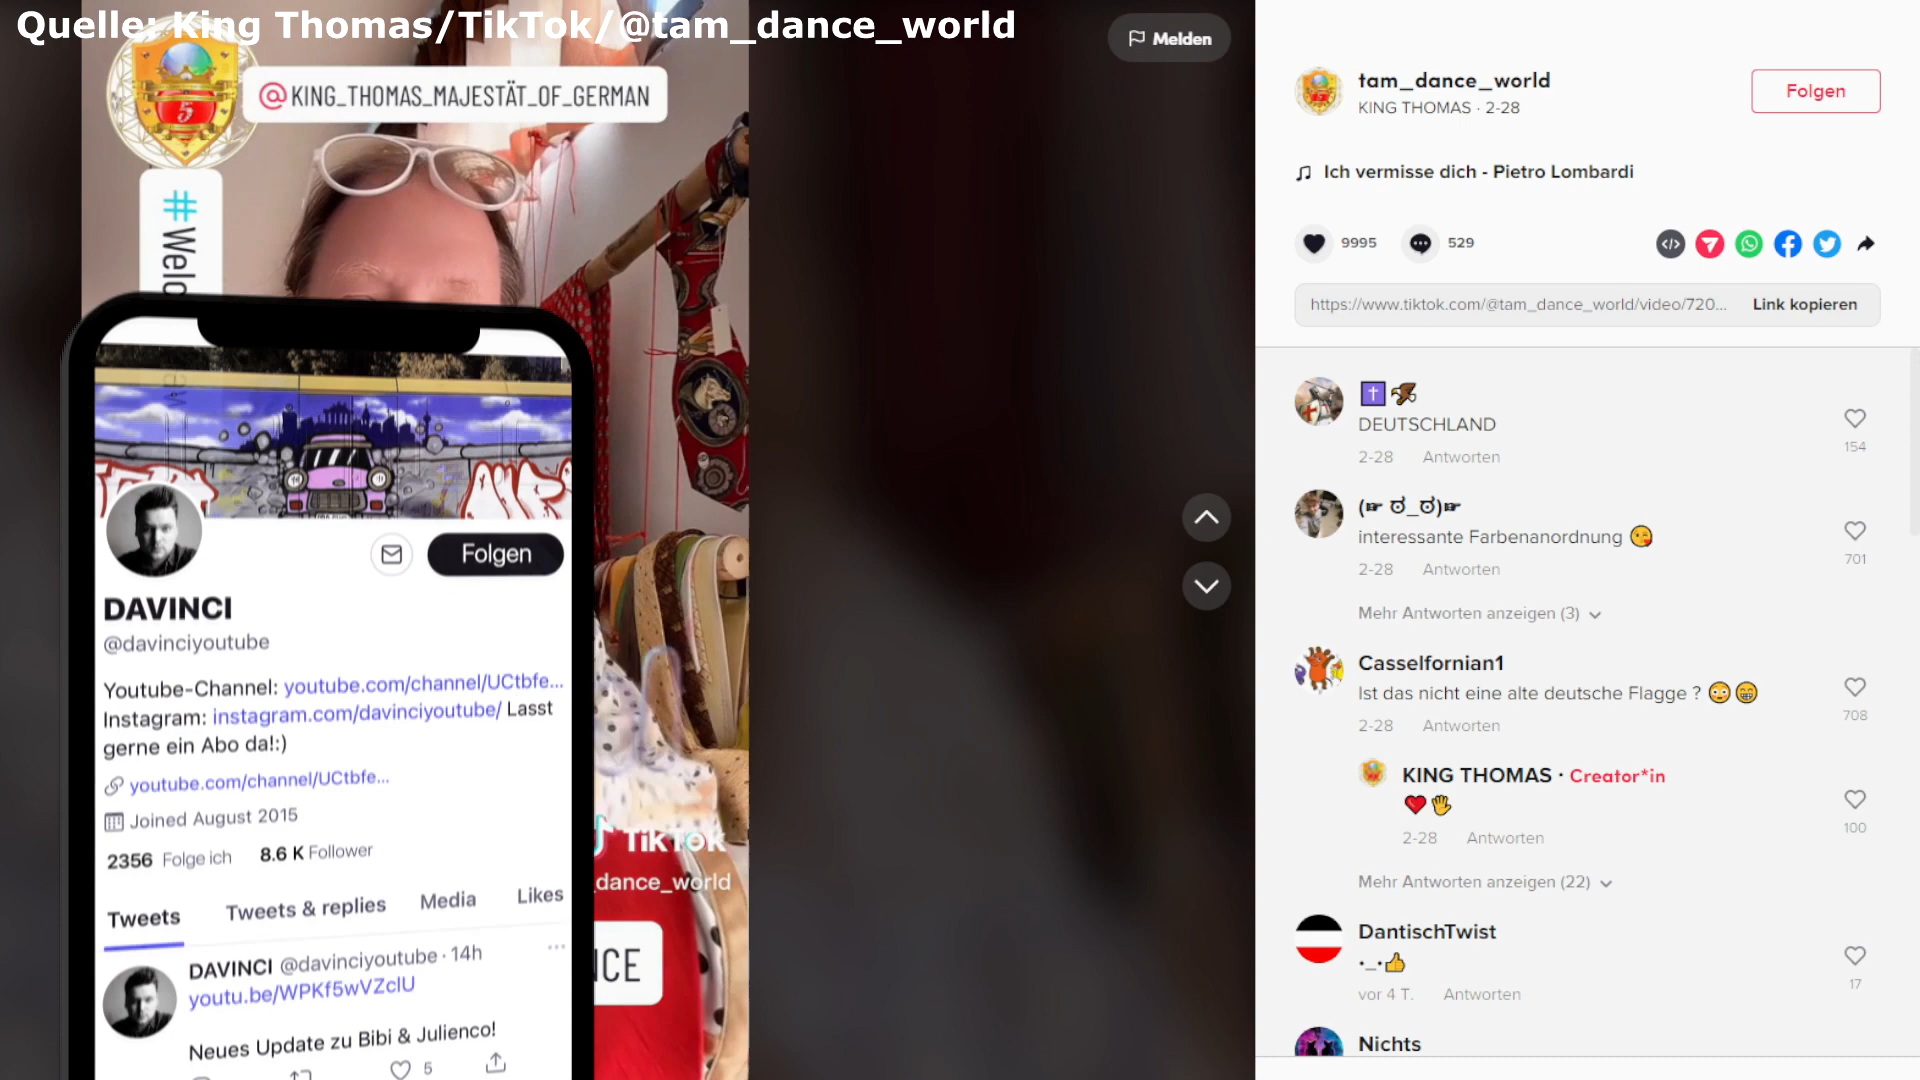 Quelle: King Thomas/TikTok/@tam_dance_world
@KING_THOMAS_MAJESTÄT_OF_GERMAN
5
# Welc
Melden
TikTok
_dance_world
NCE
Folgen
DAVINCI
@davinciyoutube
Youtube-Channel: youtube.com/channel/UCtbfe...
Instagram: instagram.com/davinciyoutube/ Lasst
gerne ein Abo da!:)
youtube.com/channel/UCtbfe...
Joined August 2015
2356 Folge ich 8.6 K Follower
Tweets Tweets & replies Media Likes
DAVINCI @davinciyoutube · 14h
youtu.be/WPKf5wVZclU
Neues Update zu Bibi & Julienco!
5
tam_dance_world
KING THOMAS · 2-28
Folgen
Ich vermisse dich - Pietro Lombardi
9995 529
https://www.tiktok.com/@tam_dance_world/video/720... Link kopieren
✝️🦅
DEUTSCHLAND
2-28 Antworten
154
(☞ ಠ_ಠ)☞
interessante Farbenanordnung 😘
2-28 Antworten
701
Mehr Antworten anzeigen (3)
Casselfornian1
Ist das nicht eine alte deutsche Flagge ? 😳😁
2-28 Antworten
708
KING THOMAS · Creator*in
❤️👋
2-28 Antworten
100
Mehr Antworten anzeigen (22)
DantischTwist
•_•👍
vor 4 T. Antworten
17
Nichts